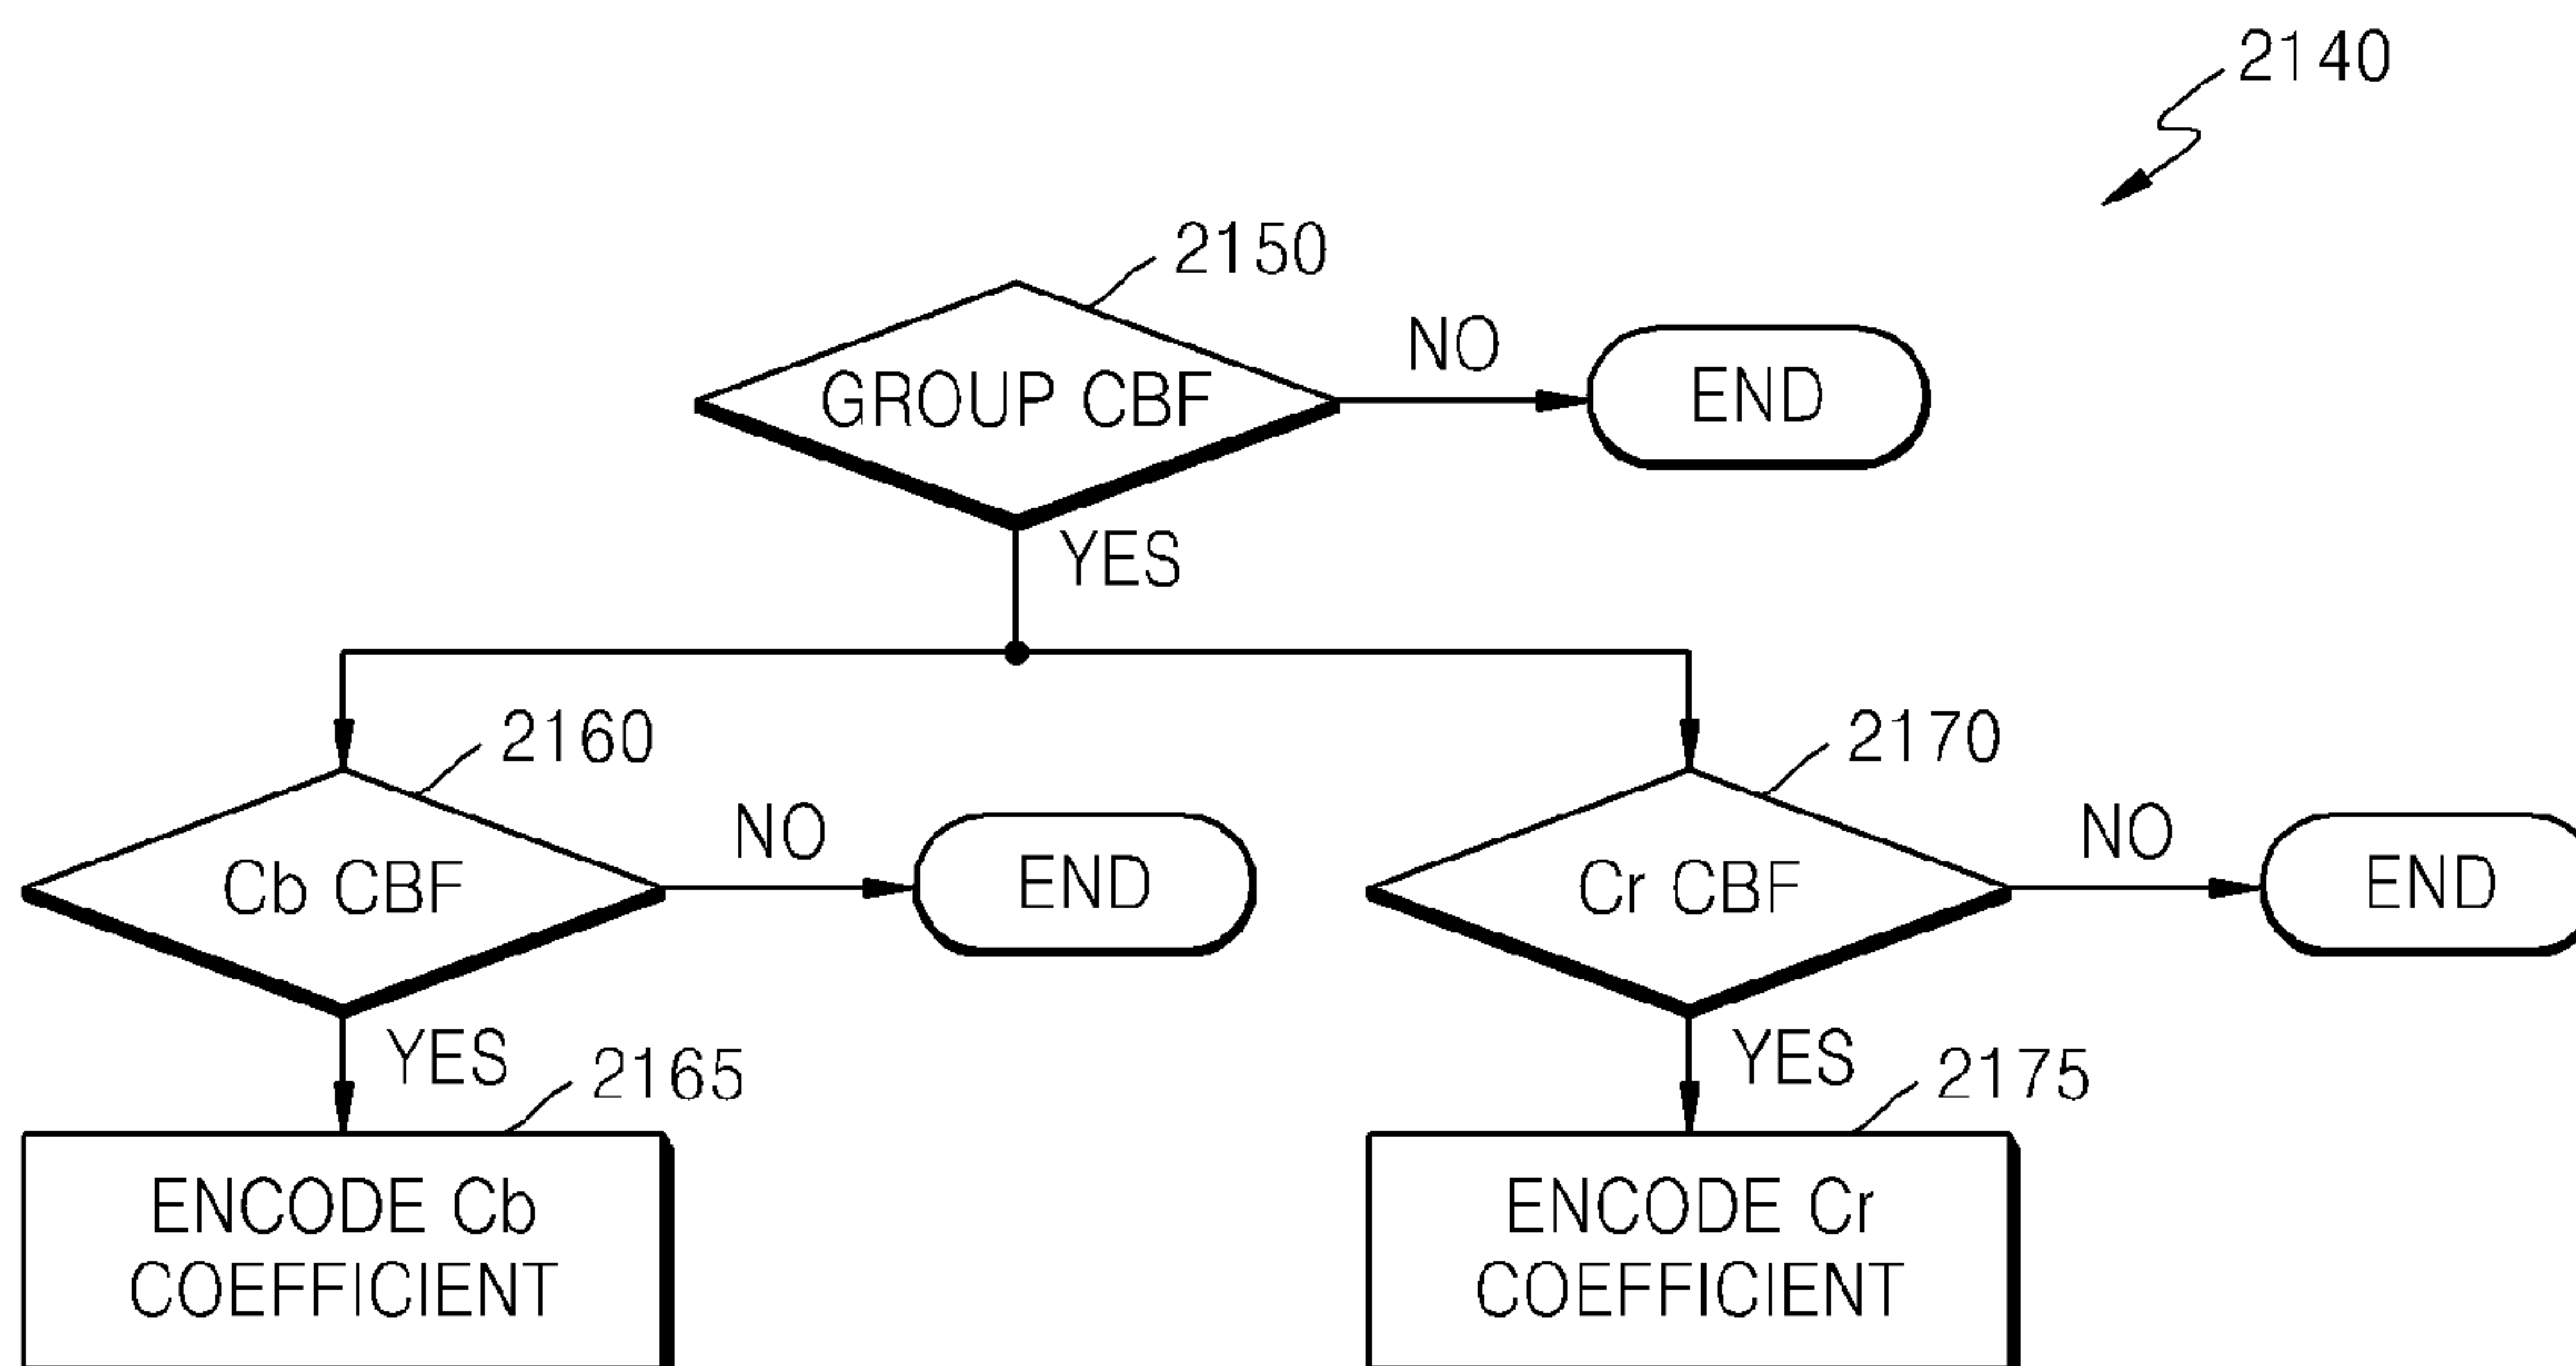 2140
2150
GROUP CBF
NO
END
YES
2160
2170
Cb CBF
NO
END
Cr CBF
NO
END
YES
2165
YES
2175
ENCODE Cb
COEFFICIENT
ENCODE Cr
COEFFICIENT